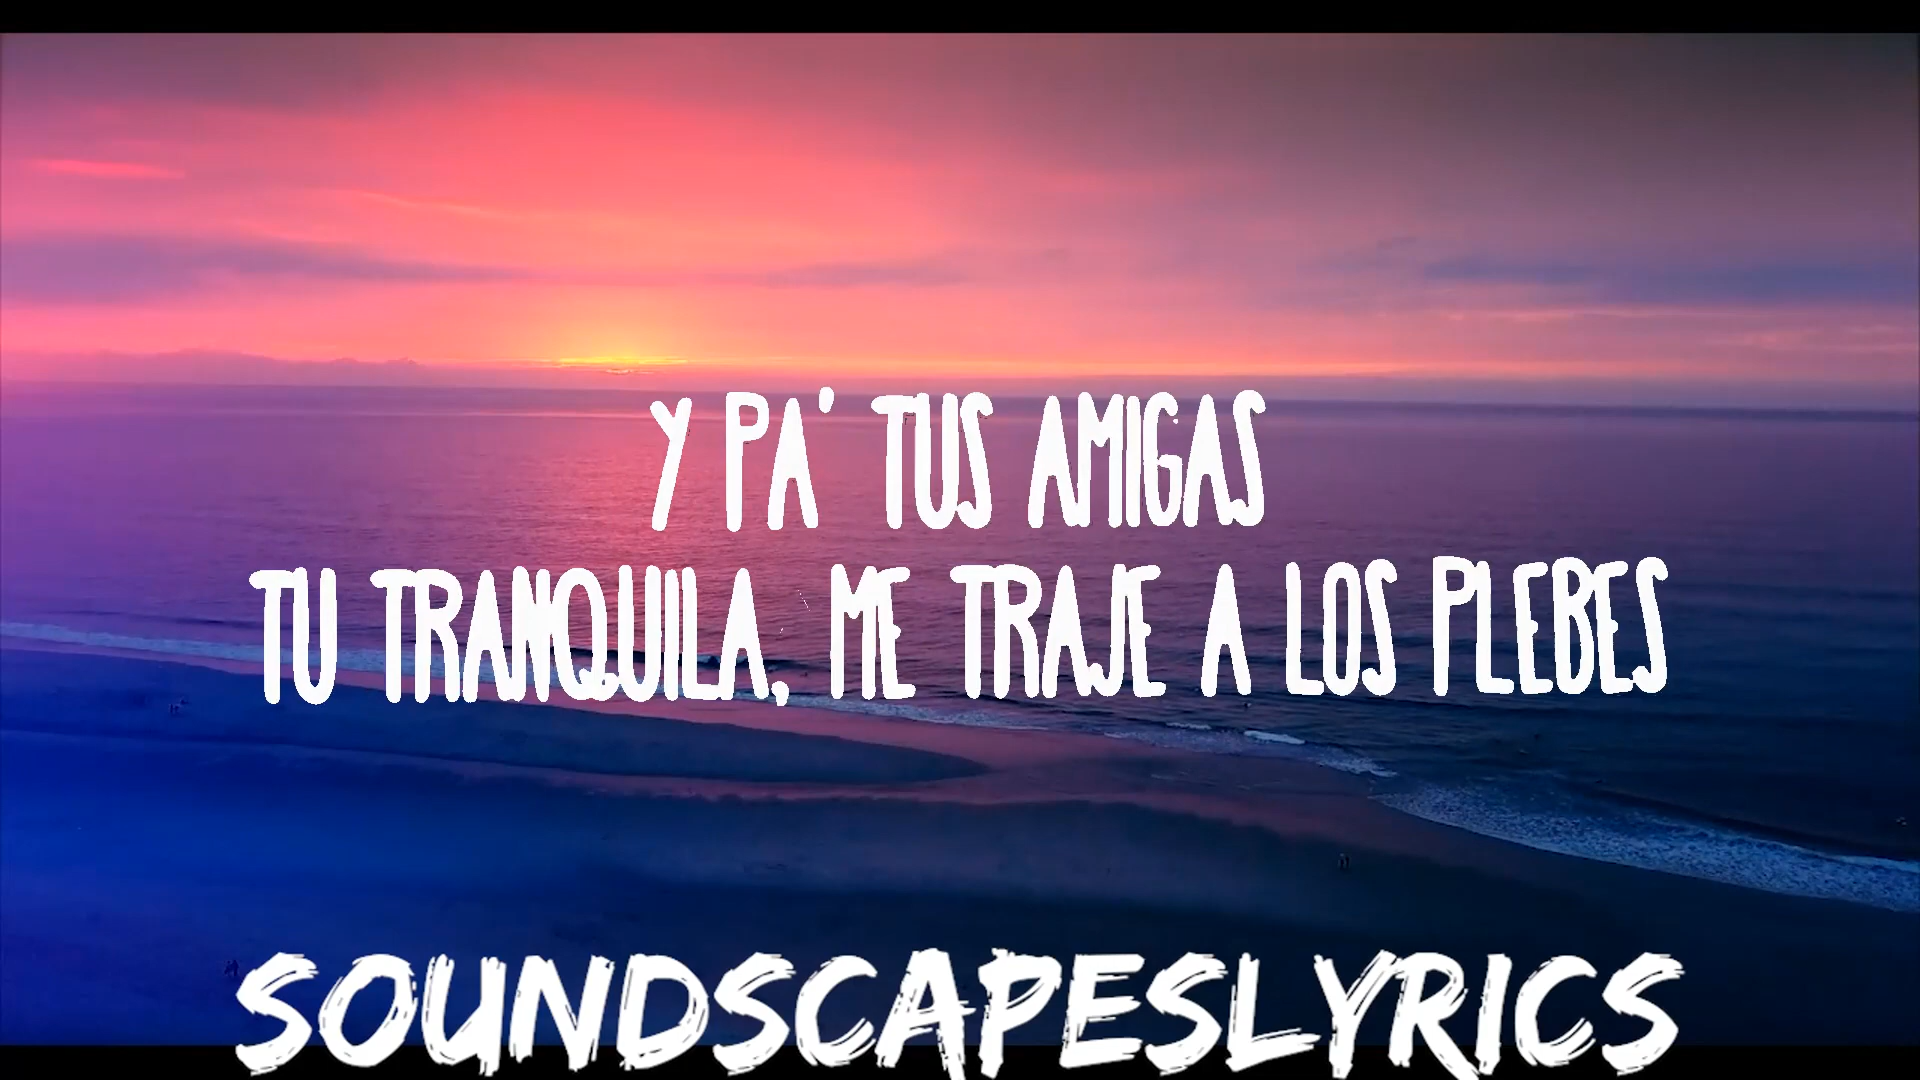 Y PA' TUS AMIGAS
TU TRANQUILA, ME TRAJE A LOS PLEBES
SOUNDSCAPESLYRICS